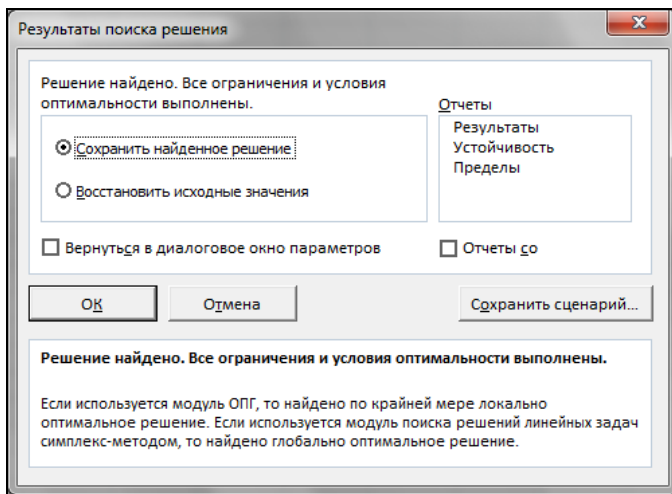 Результаты поиска решения
Решение найдено. Все ограничения и условия
оптимальности выполнены.
Отчеты
Результаты
Устойчивость
Пределы
Сохранить найденное решение
Восстановить исходные значения
Вернуться в диалоговое окно параметров
Отчеты со
ОК
Отмена
Сохранить сценарий...
Решение найдено. Все ограничения и условия оптимальности выполнены.
Если используется модуль ОПГ, то найдено по крайней мере локально
оптимальное решение. Если используется модуль поиска решений линейных задач
симплекс-методом, то найдено глобально оптимальное решение.